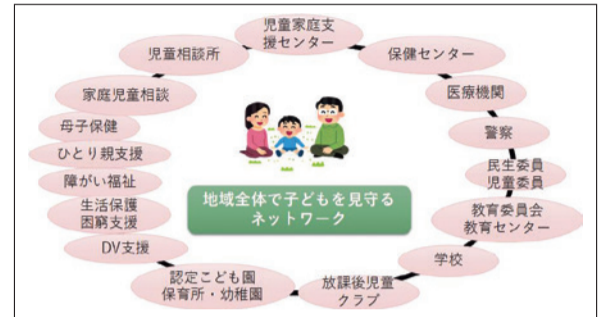 児童家庭支
援センター
保健センター
医療機関
警察
民生委員
児童委員
教育委員会
教育センター
学校
放課後児童
クラブ
認定こども園
保育所・幼稚園
DV支援
生活保護
困窮支援
障がい福祉
ひとり親支援
母子保健
家庭児童相談
児童相談所
地域全体で子どもを見守る
ネットワーク